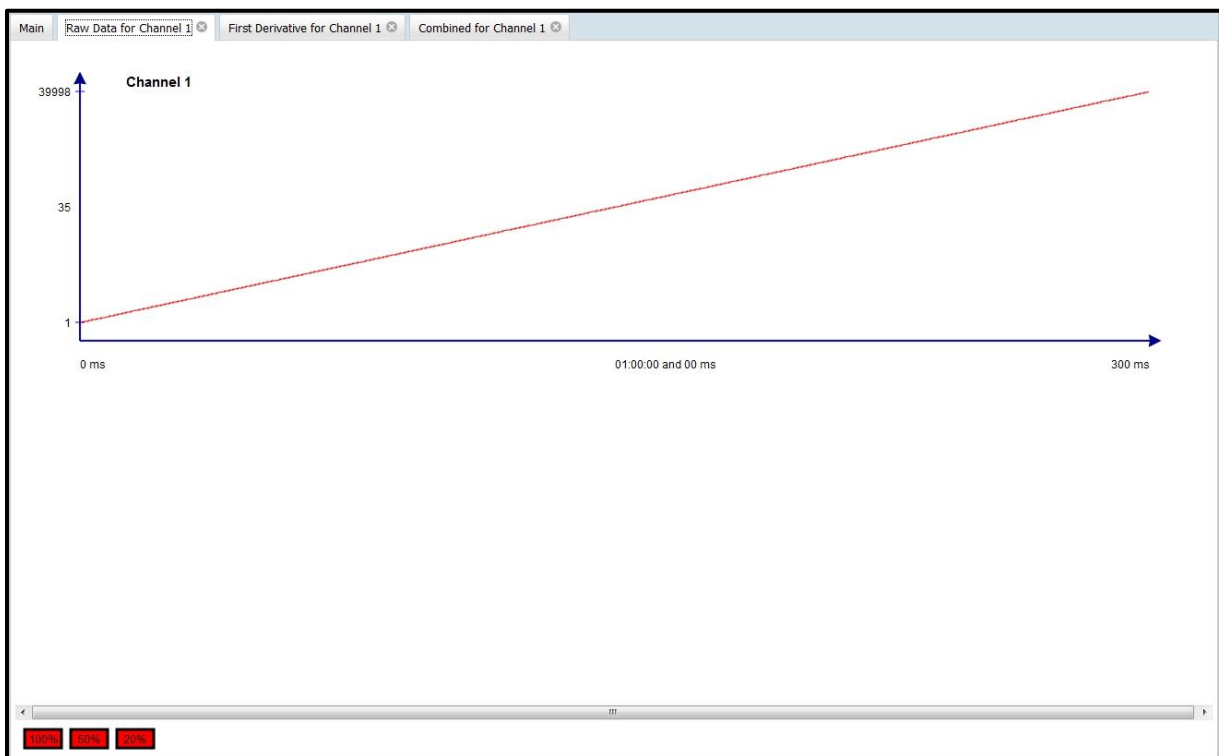 Main Raw Data for Channel 1 First Derivative for Channel 1 Combined for Channel 1
Channel 1
39998
35
1
0 ms 01:00:00 and 00 ms 300 ms
100% 50% 20%